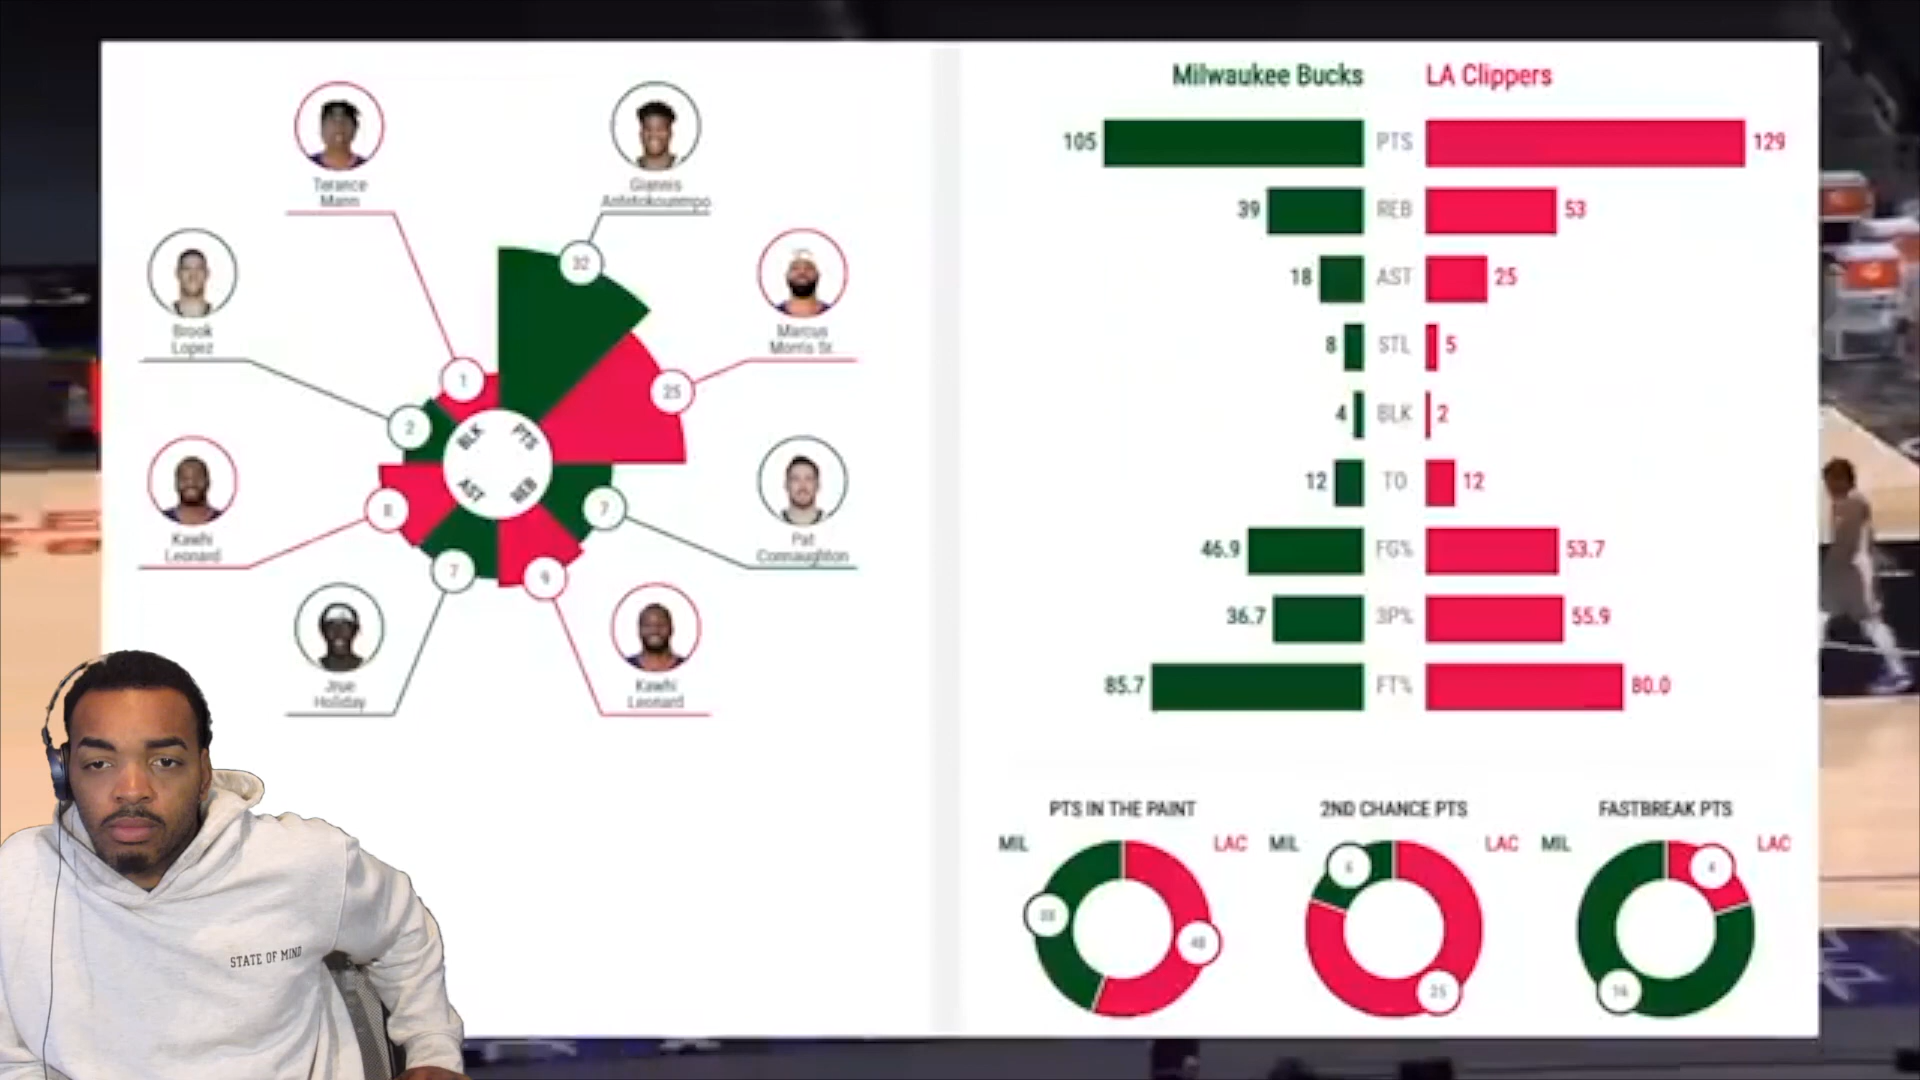 Terance
Mann
Giannis
Antetokounmpo
Brook
Lopez
Marcus
Morris Sr.
Kawhi
Leonard
Pat
Connaughton
Jrue
Holiday
Kawhi
Leonard
32
25
1
2
8
7
7
9
BLK
PTS
AST
REB
Milwaukee Bucks
LA Clippers
105 PTS 129
39 REB 53
18 AST 25
8 STL 5
4 BLK 2
12 TO 12
46.9 FG% 53.7
36.7 3P% 55.9
85.7 FT% 80.0
PTS IN THE PAINT
MIL LAC
48
2ND CHANCE PTS
MIL LAC
6
25
FASTBREAK PTS
MIL LAC
4
16
STATE OF MIND